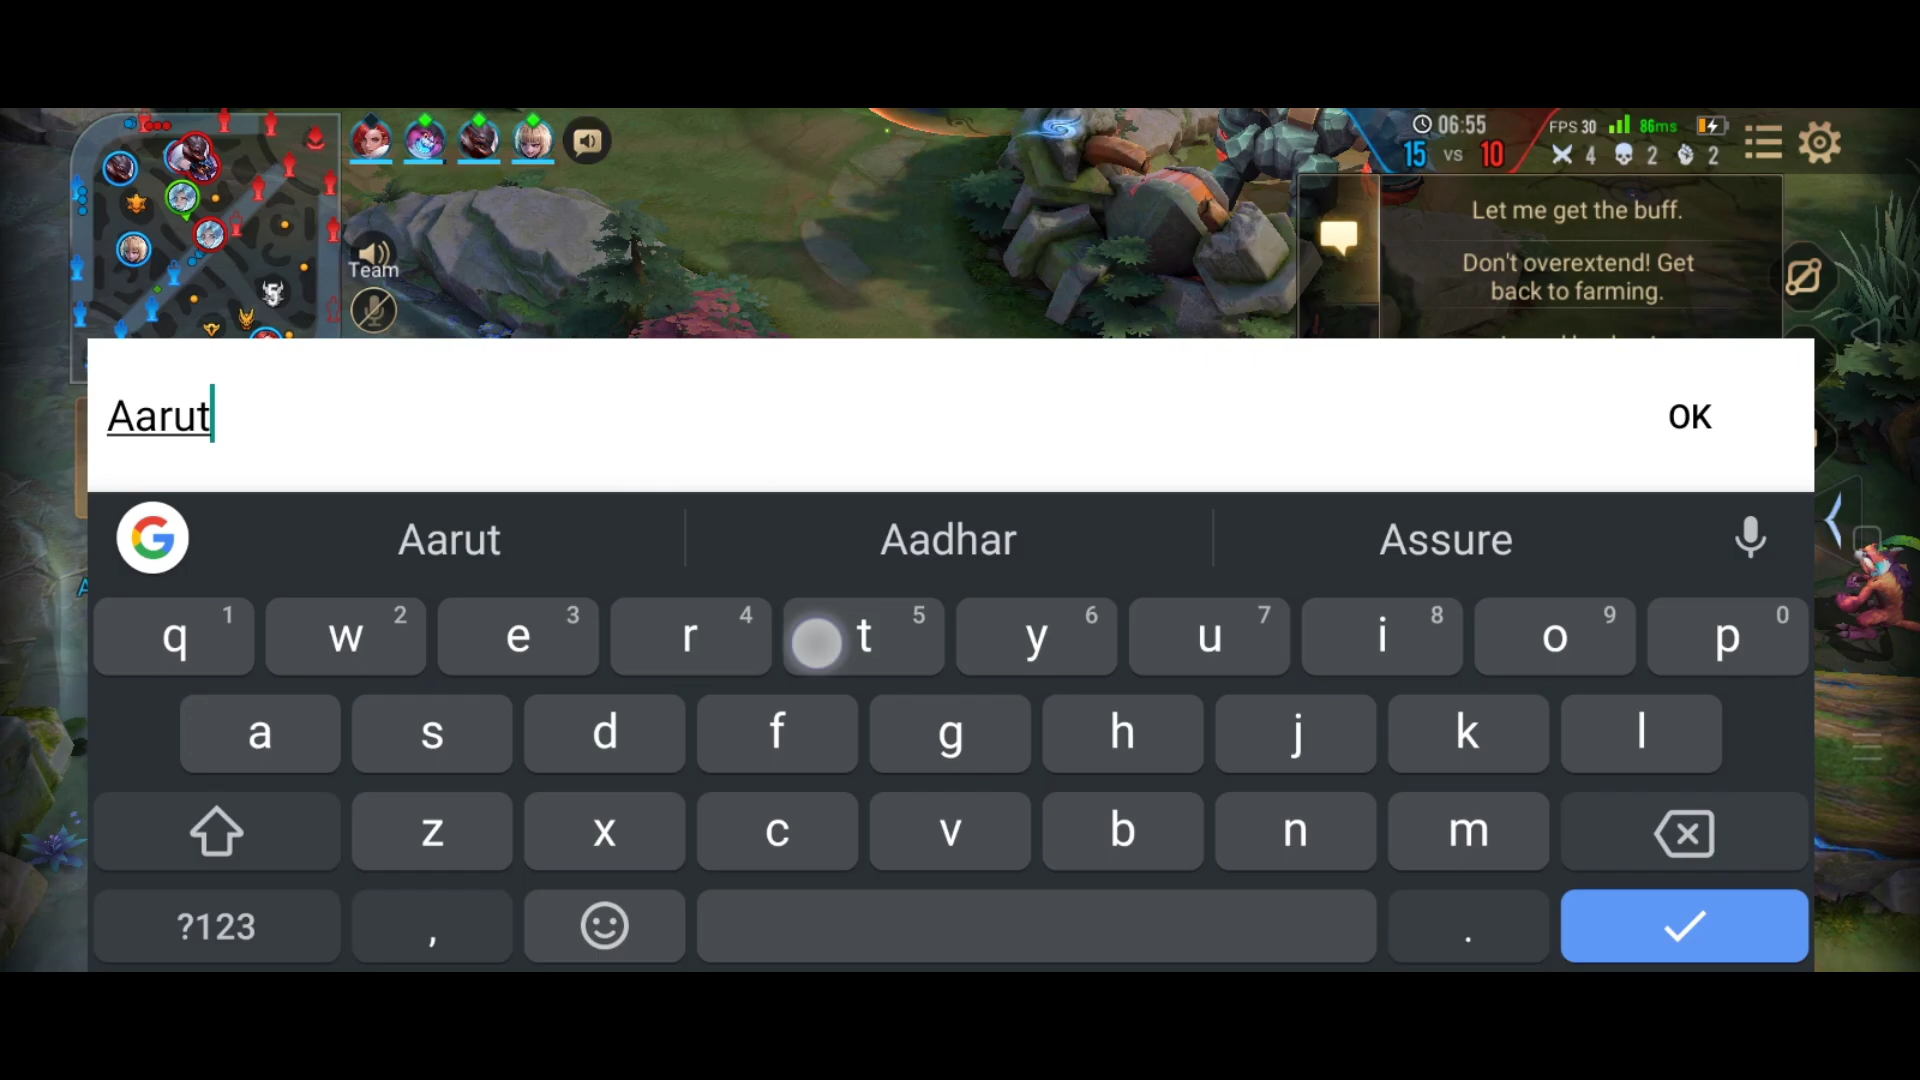 06:55
FPS 30 86ms
15 vs 10
4 2 2
Let me get the buff.
Don't overextend! Get
back to farming.
Team
5
Aarut
OK
Aarut Aadhar Assure
q 1 w 2 e 3 r 4 t 5 y 6 u 7 i 8 o 9 p 0
a s d f g h j k l
z x c v b n m
?123 , .